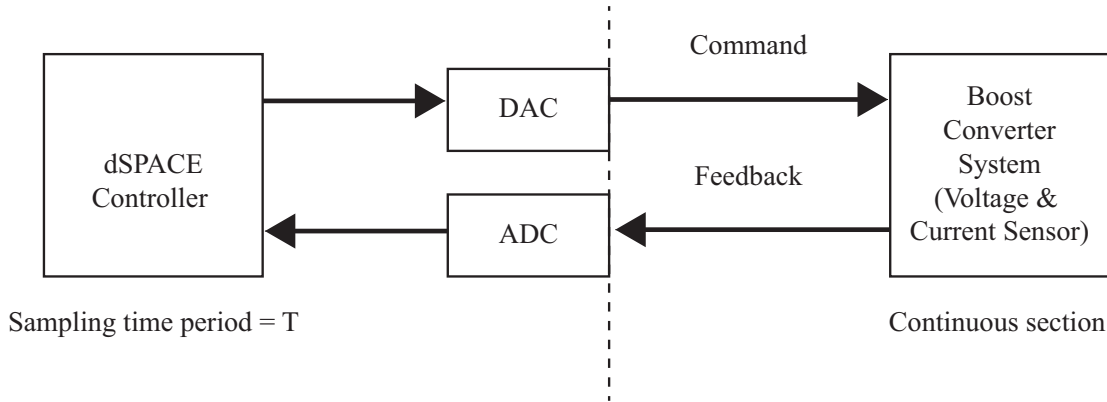 dSPACE
Controller
DAC
ADC
Command
Feedback
Boost
Converter
System
(Voltage &
Current Sensor)
Sampling time period = T
Continuous section